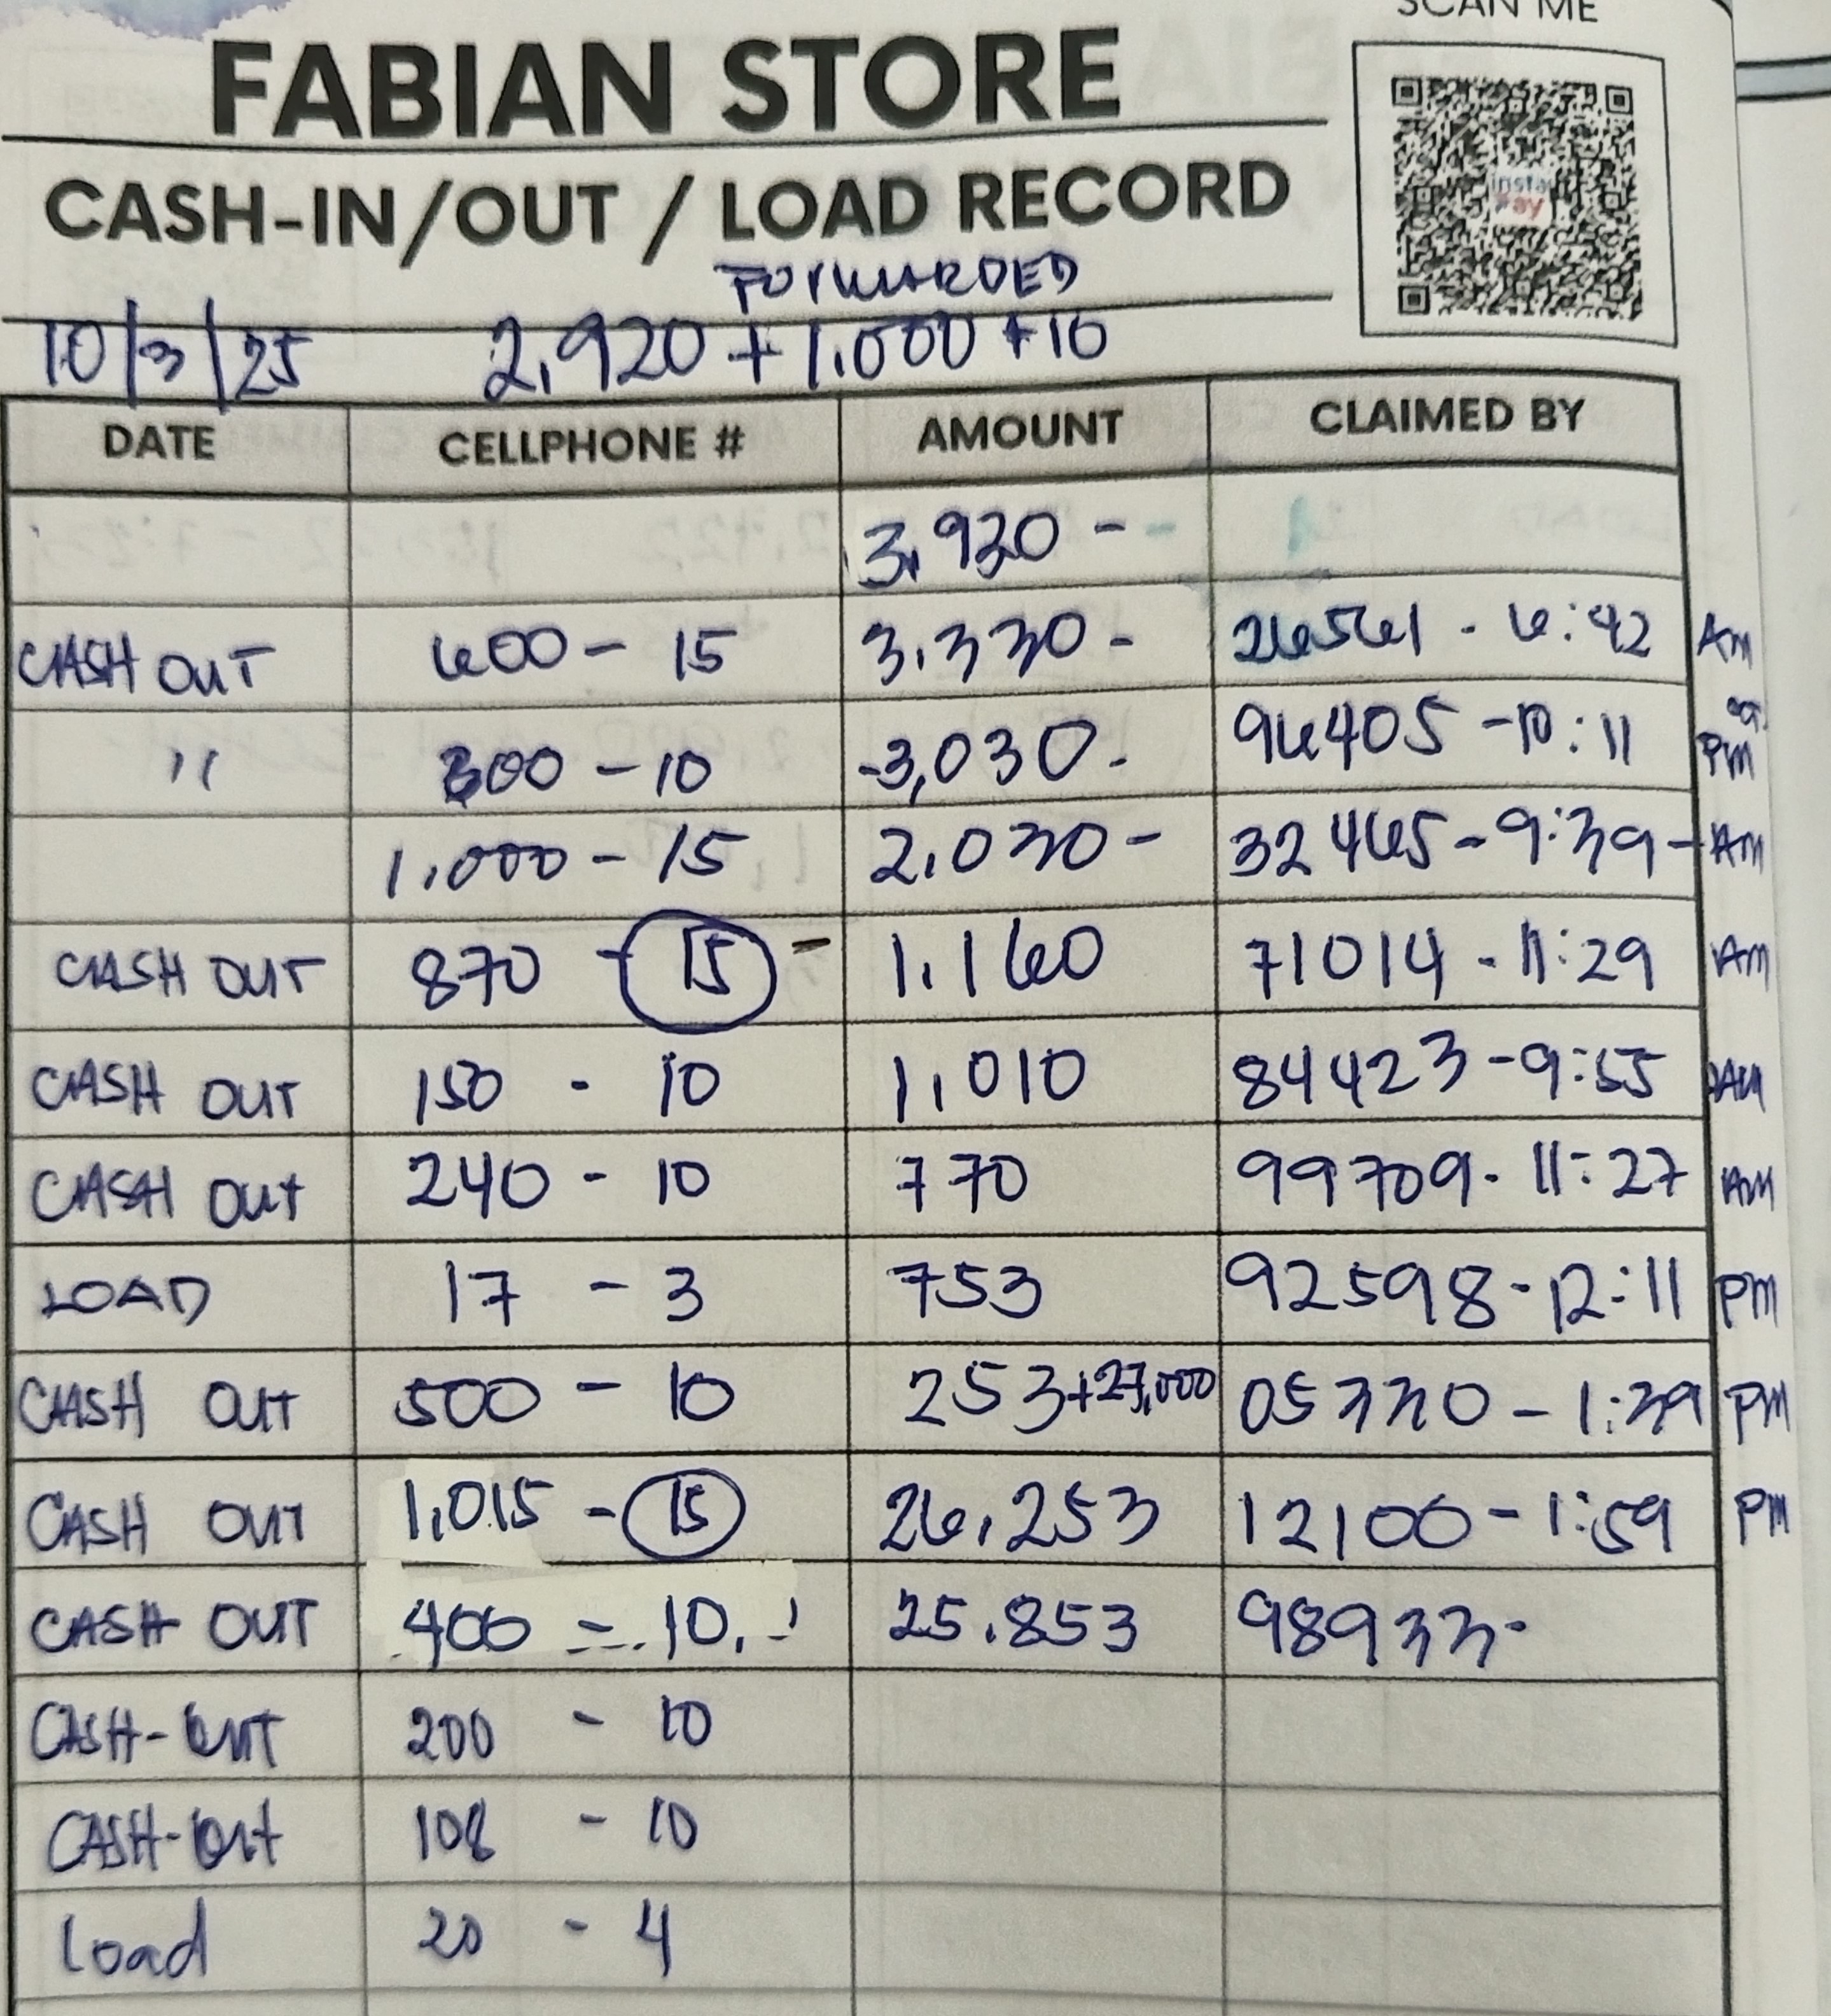 SCAN ME
FABIAN STORE
CASH-IN/OUT / LOAD RECORD
FORWARDED
10/3/25 2,920 + 1,000 + 10
DATE CELLPHONE # AMOUNT CLAIMED BY
3,930 -
CASH OUT 600 - 15 3,330 - 26561 - 6:42 AM
" 300 - 10 -3,030 - 96405 - 10:11 PM
1,000 - 15 2,030 - 32465 - 9:39 - AM
CASH OUT 870 - 15 - 1,160 71014 - 11:29 AM
CASH OUT 150 - 10 1,010 84423 - 9:55 AM
CASH OUT 240 - 10 770 99709 - 11:27 AM
LOAD 17 - 3 753 92598 - 12:11 PM
CASH OUT 500 - 10 253 + 27,000 05330 - 1:39 PM
CASH OUT 1,015 - 15 26,253 12100 - 1:59 PM
CASH OUT 400 - 10 25.853 98933 -
CASH-OUT 200 - 10
CASH-OUT 108 - 10
Load 20 - 4